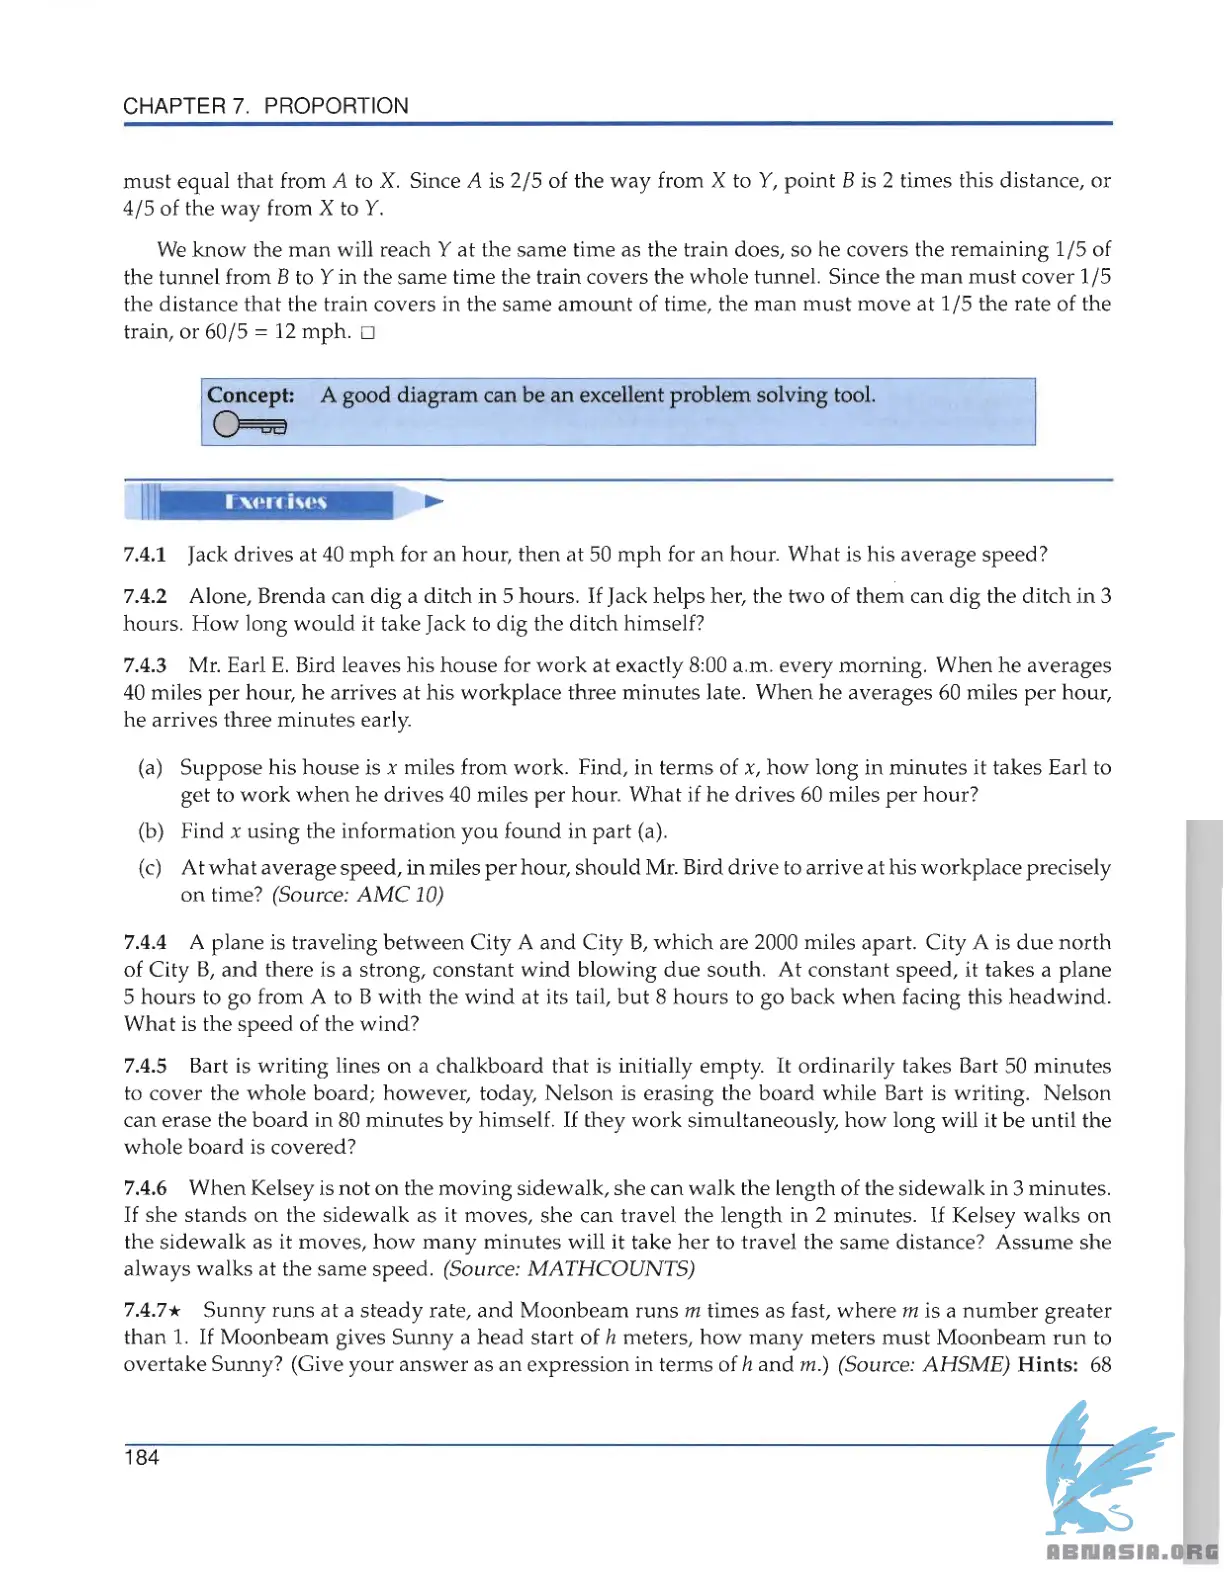 CHAPTER 7. PROPORTION
must equal that from A to X. Since A is 2/5 of the way from X to Y, point B is 2 times this distance, or
4/5 of the way from X to Y.
We know the man will reach Y at the same time as the train does, so he covers the remaining 1/5 of
the tunnel from B to Y in the same time the train covers the whole tunnel. Since the man must cover 1/5
the distance that the train covers in the same amount of time, the man must move at 1/5 the rate of the
train, or 60/5 = 12 mph. □
Concept: A good diagram can be an excellent problem solving tool.
Exercises
7.4.1 Jack drives at 40 mph for an hour, then at 50 mph for an hour. What is his average speed?
7.4.2 Alone, Brenda can dig a ditch in 5 hours. If Jack helps her, the two of them can dig the ditch in 3
hours. How long would it take Jack to dig the ditch himself?
7.4.3 Mr. Earl E. Bird leaves his house for work at exactly 8:00 a.m. every morning. When he averages
40 miles per hour, he arrives at his workplace three minutes late. When he averages 60 miles per hour,
he arrives three minutes early.
(a) Suppose his house is x miles from work. Find, in terms of x, how long in minutes it takes Earl to
get to work when he drives 40 miles per hour. What if he drives 60 miles per hour?
(b) Find x using the information you found in part (a).
(c) At what average speed, in miles per hour, should Mr. Bird drive to arrive at his workplace precisely
on time? (Source: AMC 10)
7.4.4 A plane is traveling between City A and City B, which are 2000 miles apart. City A is due north
of City B, and there is a strong, constant wind blowing due south. At constant speed, it takes a plane
5 hours to go from A to B with the wind at its tail, but 8 hours to go back when facing this headwind.
What is the speed of the wind?
7.4.5 Bart is writing lines on a chalkboard that is initially empty. It ordinarily takes Bart 50 minutes
to cover the whole board; however, today, Nelson is erasing the board while Bart is writing. Nelson
can erase the board in 80 minutes by himself. If they work simultaneously, how long will it be until the
whole board is covered?
7.4.6 When Kelsey is not on the moving sidewalk, she can walk the length of the sidewalk in 3 minutes.
If she stands on the sidewalk as it moves, she can travel the length in 2 minutes. If Kelsey walks on
the sidewalk as it moves, how many minutes will it take her to travel the same distance? Assume she
always walks at the same speed. (Source: MATHCOUNTS)
7.4.7★ Sunny runs at a steady rate, and Moonbeam runs m times as fast, where m is a number greater
than 1. If Moonbeam gives Sunny a head start of h meters, how many meters must Moonbeam run to
overtake Sunny? (Give your answer as an expression in terms of h and m.) (Source: AHSME) Hints: 68
184
ABNASIA.ORG